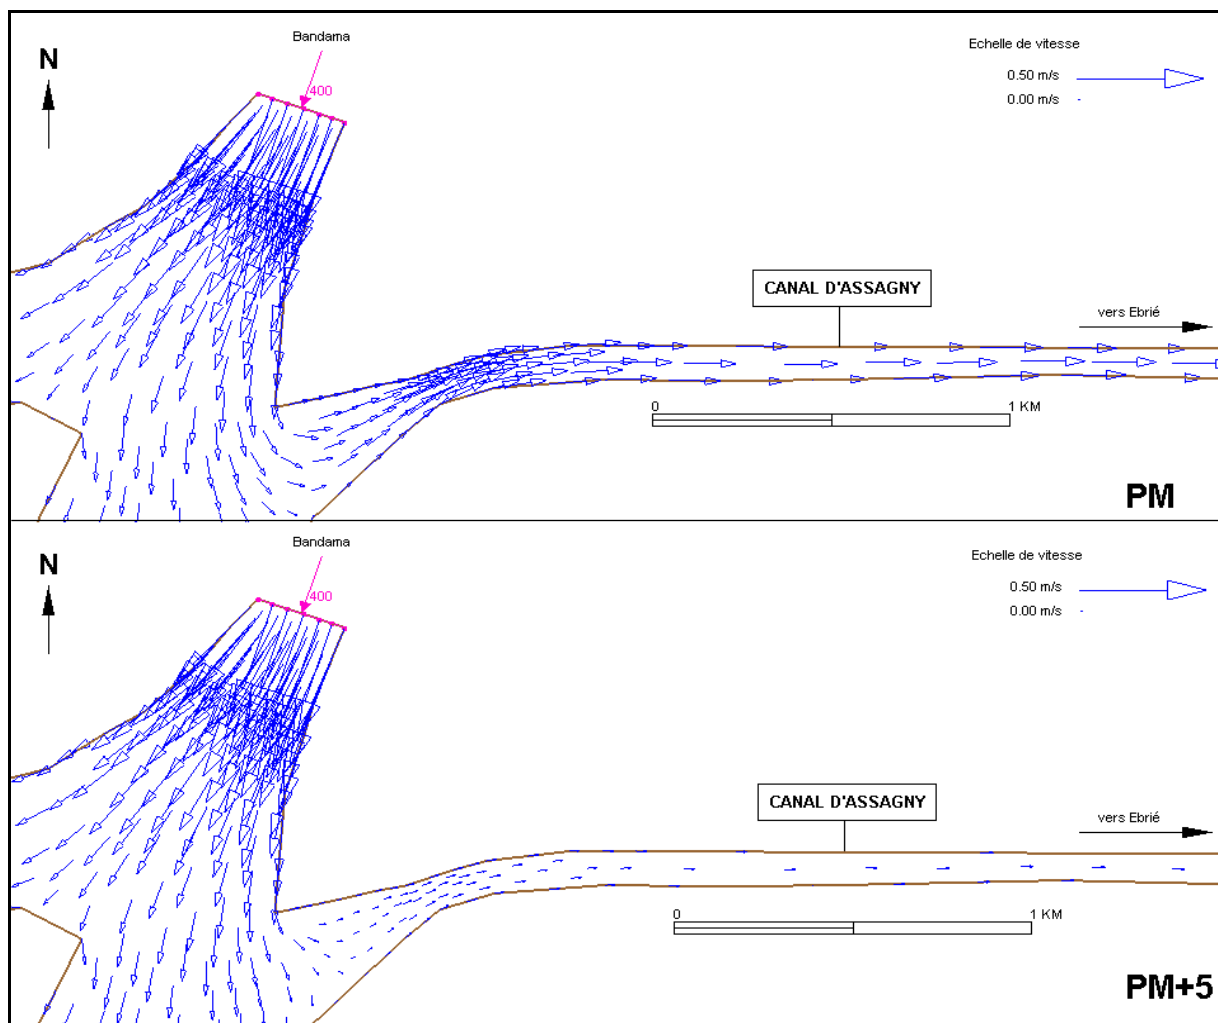 Bandama
Echelle de vitesse
N
0.50 m/s
400
0.00 m/s
CANAL D'ASSAGNY
vers Ebrié
0
1 KM
PM
Bandama
Echelle de vitesse
N
0.50 m/s
400
0.00 m/s
CANAL D'ASSAGNY
vers Ebrié
0
1 KM
PM+5